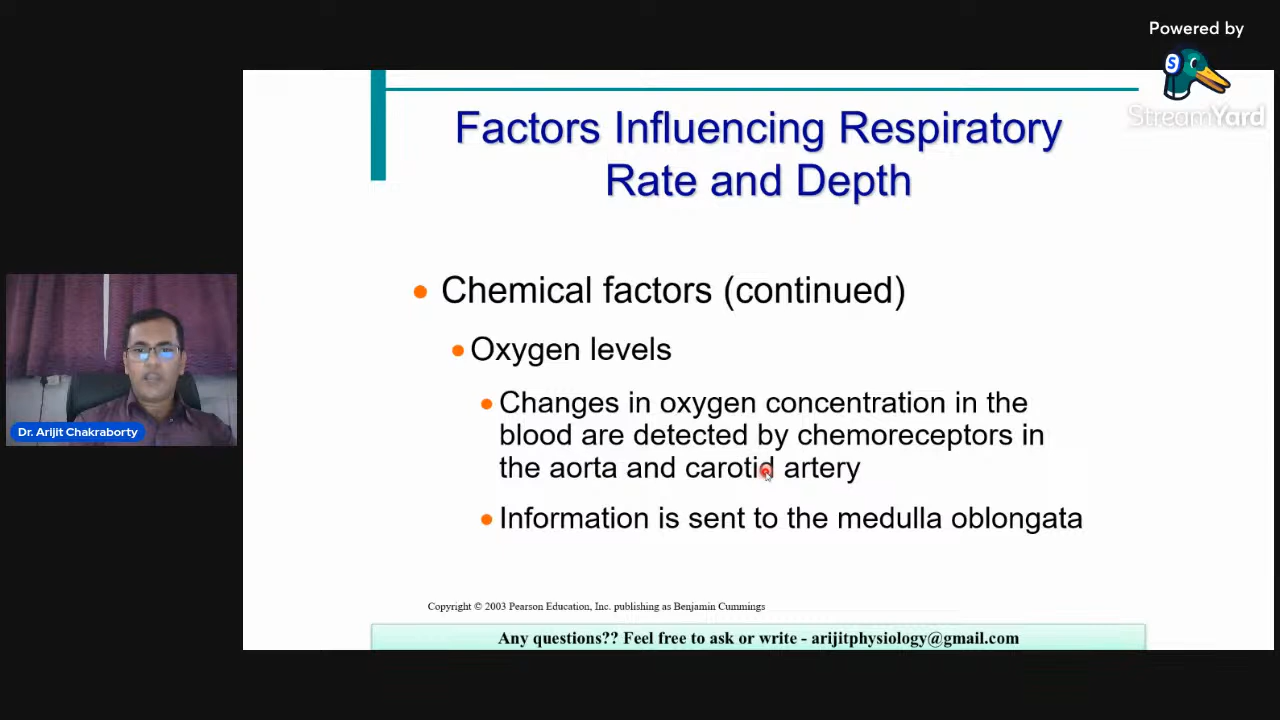 Powered by
S
StreamYard
Factors Influencing Respiratory
Rate and Depth
Chemical factors (continued)
Oxygen levels
Changes in oxygen concentration in the
blood are detected by chemoreceptors in
the aorta and carotid artery
Information is sent to the medulla oblongata
Dr. Arijit Chakraborty
Copyright © 2003 Pearson Education, Inc. publishing as Benjamin Cummings
Any questions?? Feel free to ask or write - arijitphysiology@gmail.com